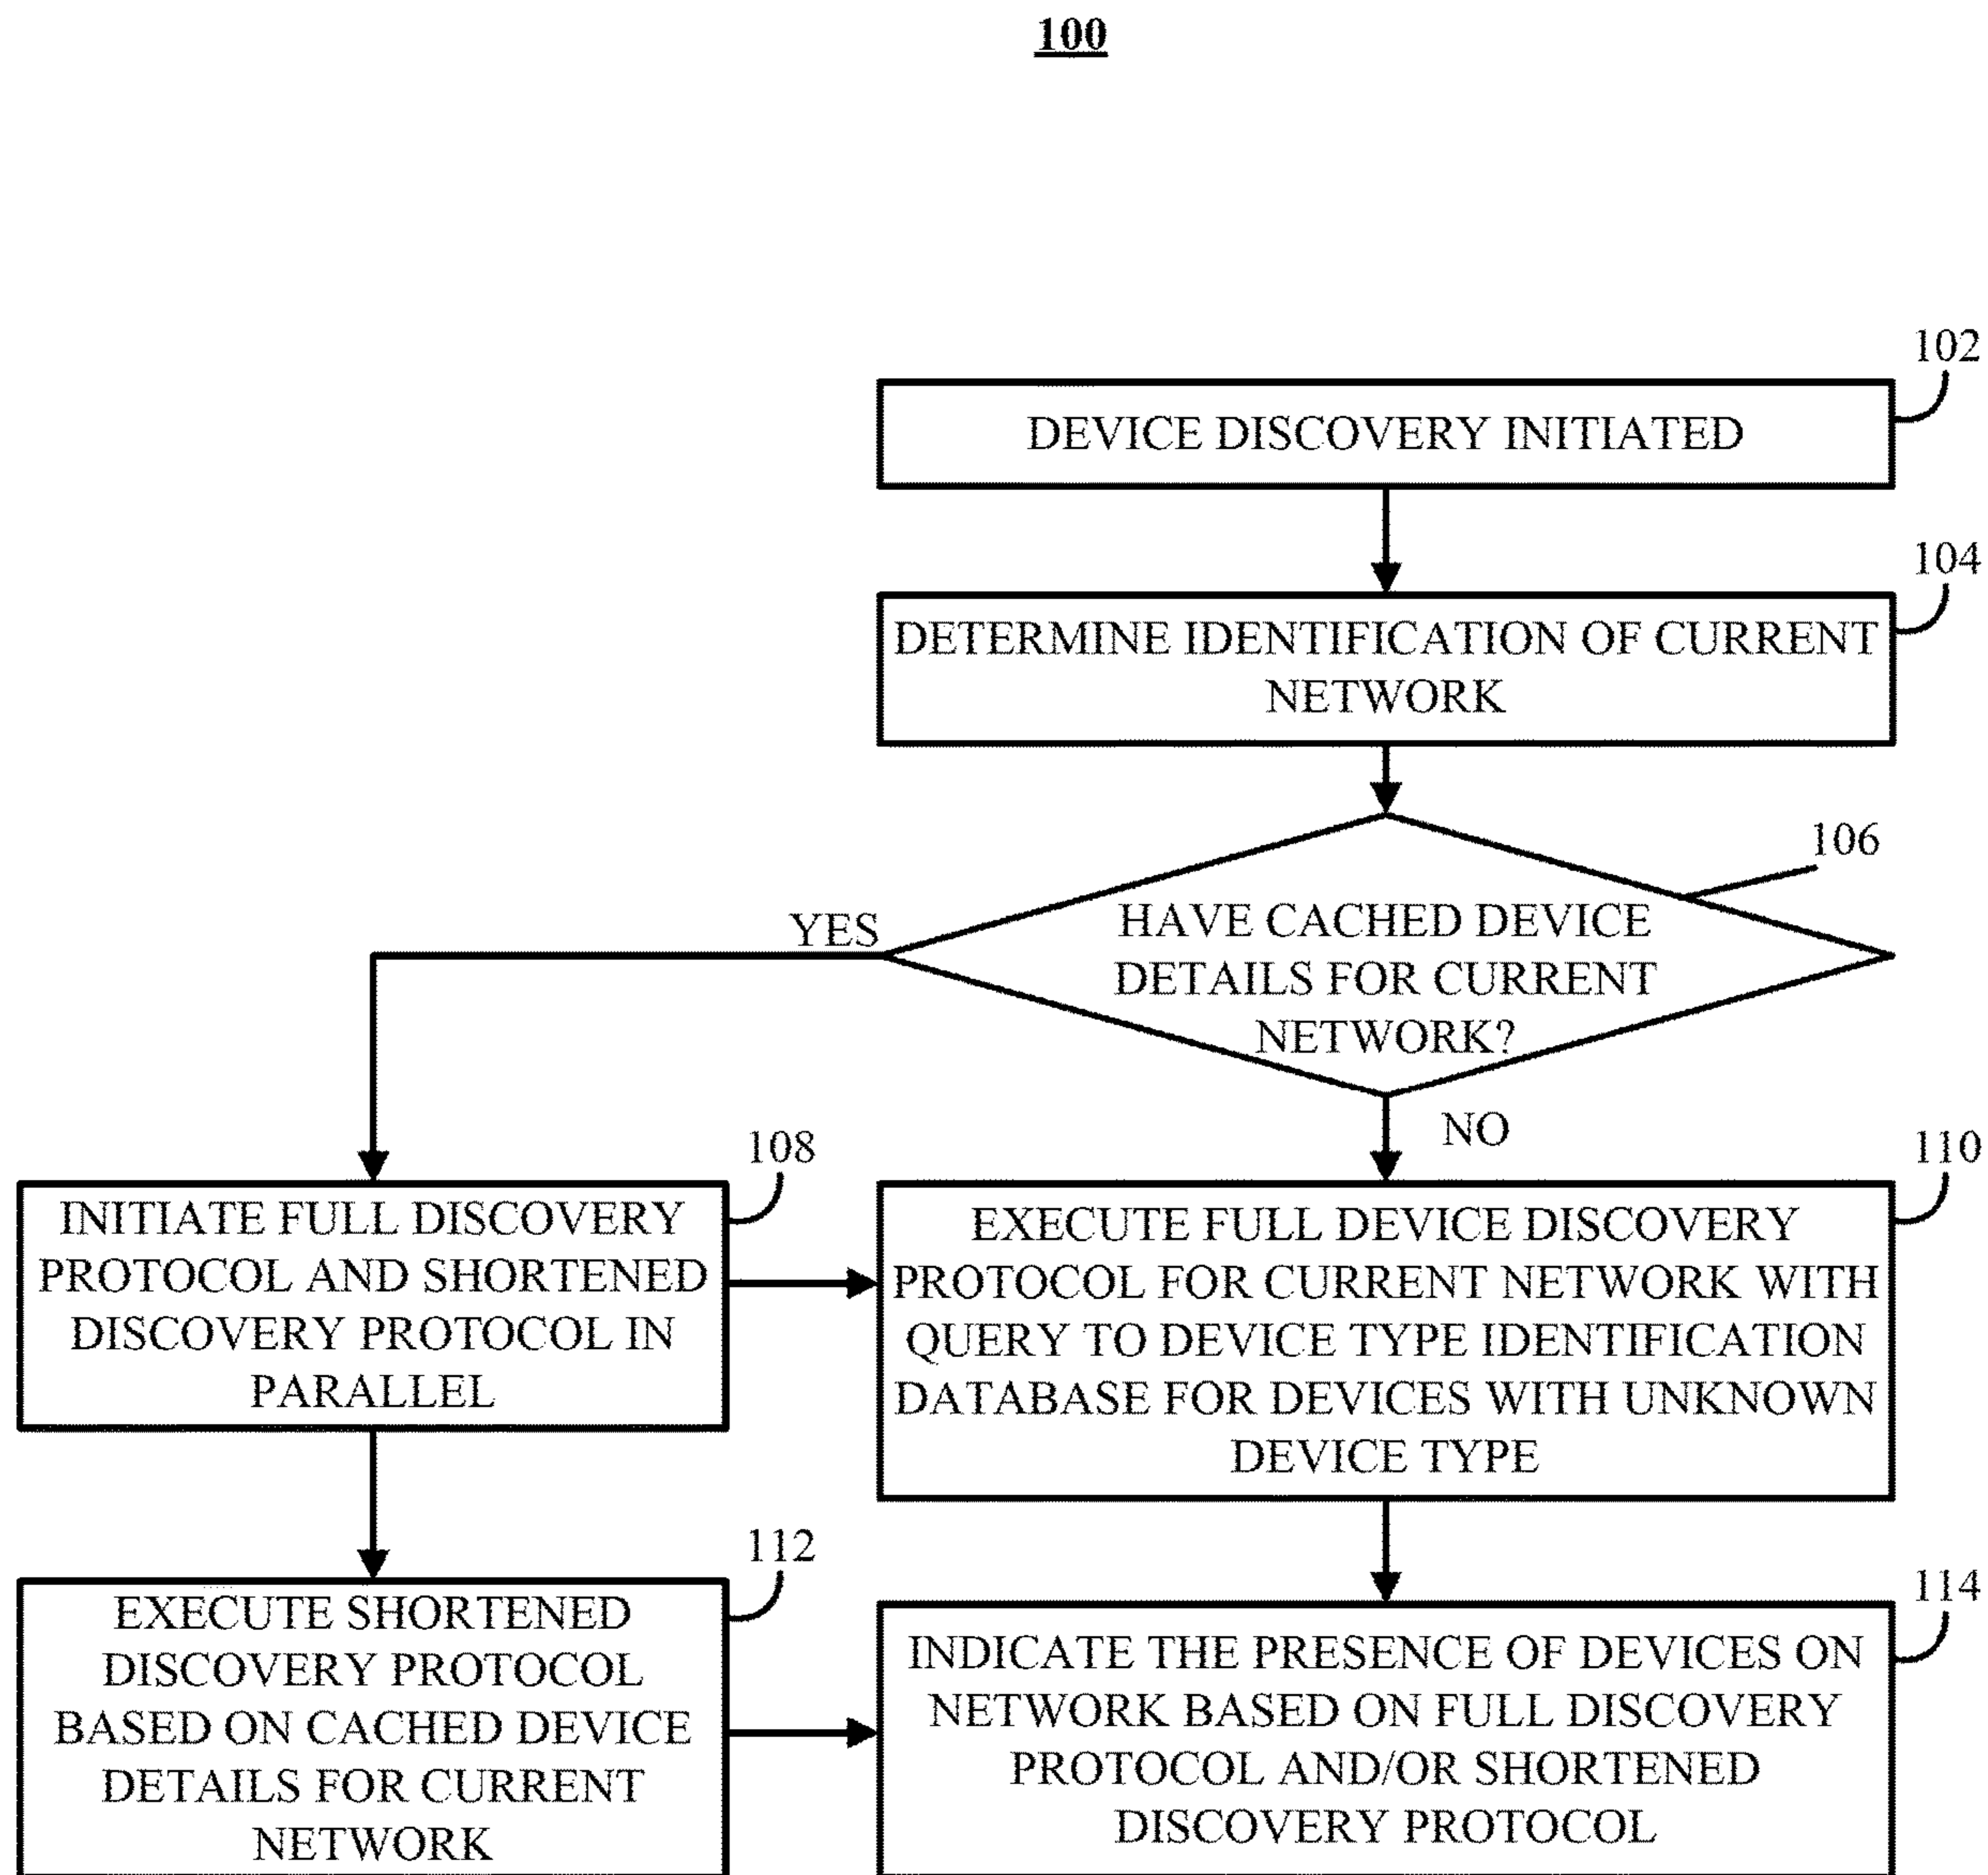 100
102
DEVICE DISCOVERY INITIATED
104
DETERMINE IDENTIFICATION OF CURRENT
NETWORK
106
YES
HAVE CACHED DEVICE
DETAILS FOR CURRENT
NETWORK?
NO
108
INITIATE FULL DISCOVERY
PROTOCOL AND SHORTENED
DISCOVERY PROTOCOL IN
PARALLEL
110
EXECUTE FULL DEVICE DISCOVERY
PROTOCOL FOR CURRENT NETWORK WITH
QUERY TO DEVICE TYPE IDENTIFICATION
DATABASE FOR DEVICES WITH UNKNOWN
DEVICE TYPE
112
EXECUTE SHORTENED
DISCOVERY PROTOCOL
BASED ON CACHED DEVICE
DETAILS FOR CURRENT
NETWORK
114
INDICATE THE PRESENCE OF DEVICES ON
NETWORK BASED ON FULL DISCOVERY
PROTOCOL AND/OR SHORTENED
DISCOVERY PROTOCOL